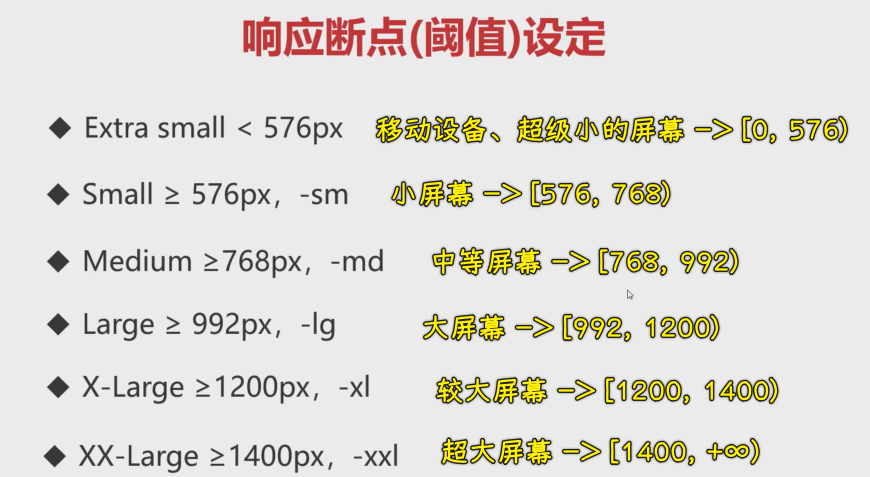 响应断点(阈值)设定
◆ Extra small < 576px 移动设备、超级小的屏幕 -> [0, 576)
◆ Small ≥ 576px，-sm 小屏幕 -> [576, 768)
◆ Medium ≥768px，-md 中等屏幕 -> [768, 992)
◆ Large ≥ 992px，-lg 大屏幕 -> [992, 1200)
◆ X-Large ≥1200px，-xl 较大屏幕 -> [1200, 1400)
◆ XX-Large ≥1400px，-xxl 超大屏幕 -> [1400, +∞)